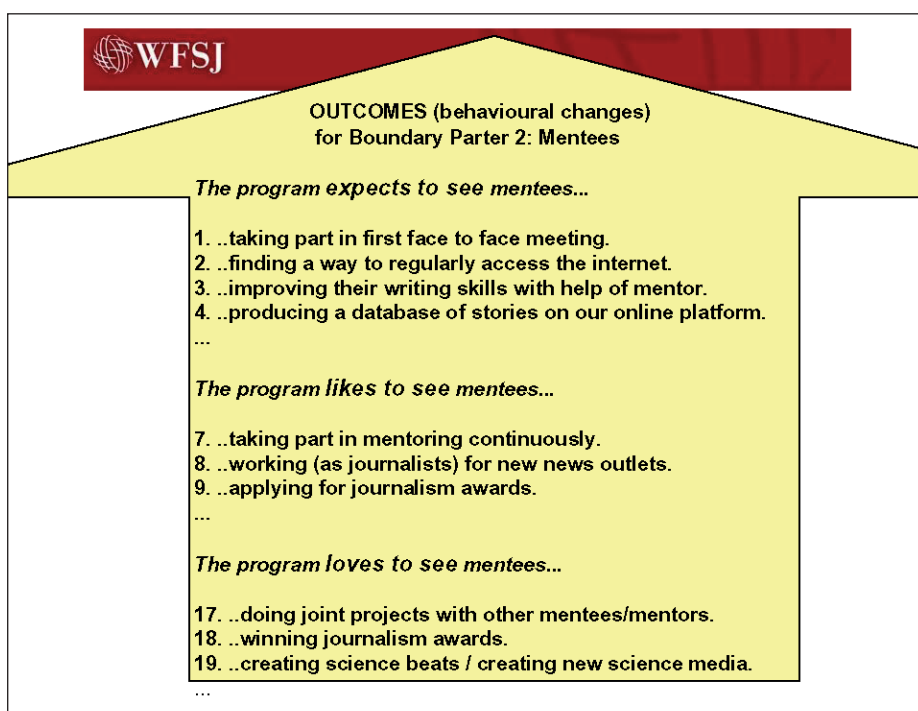 WFSJ
OUTCOMES (behavioural changes)
for Boundary Parter 2: Mentees
The program expects to see mentees...
1. ..taking part in first face to face meeting.
2. ..finding a way to regularly access the internet.
3. ..improving their writing skills with help of mentor.
4. ..producing a database of stories on our online platform.
...
The program likes to see mentees...
7. ..taking part in mentoring continuously.
8. ..working (as journalists) for new news outlets.
9. ..applying for journalism awards.
...
The program loves to see mentees...
17. ..doing joint projects with other mentees/mentors.
18. ..winning journalism awards.
19. ..creating science beats / creating new science media.
...